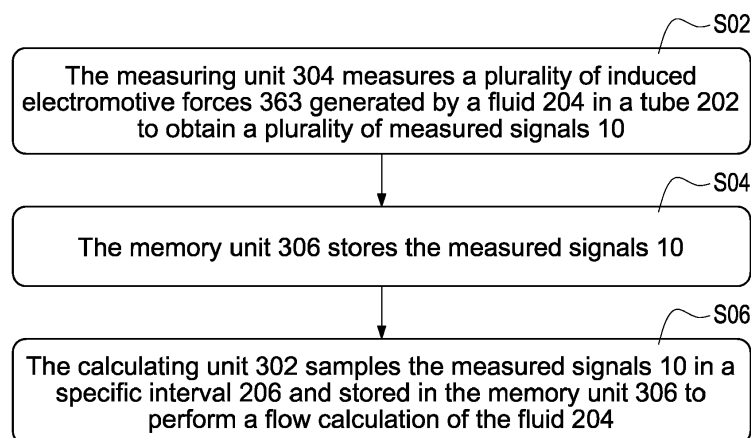 S02
The measuring unit 304 measures a plurality of induced
electromotive forces 363 generated by a fluid 204 in a tube 202
to obtain a plurality of measured signals 10
S04
The memory unit 306 stores the measured signals 10
S06
The calculating unit 302 samples the measured signals 10 in a
specific interval 206 and stored in the memory unit 306 to
perform a flow calculation of the fluid 204